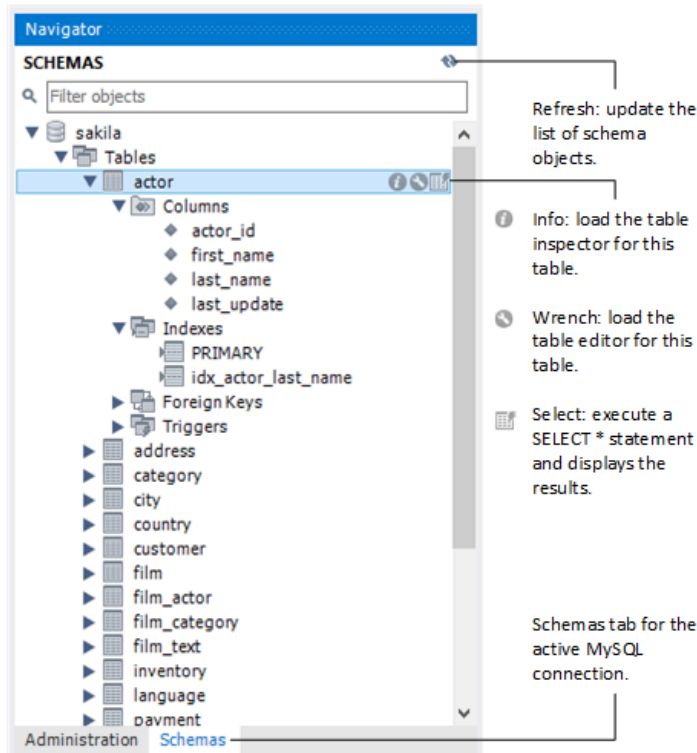 Navigator
SCHEMAS
Filter objects
sakila
Tables
actor
Columns
actor_id
first_name
last_name
last_update
Indexes
PRIMARY
idx_actor_last_name
Foreign Keys
Triggers
address
category
city
country
customer
film
film_actor
film_category
film_text
inventory
language
payment
Administration Schemas
Refresh: update the
list of schema
objects.
Info: load the table
inspector for this
table.
Wrench: load the
table editor for this
table.
Select: execute a
SELECT * statement
and displays the
results.
Schemas tab for the
active MySQL
connection.